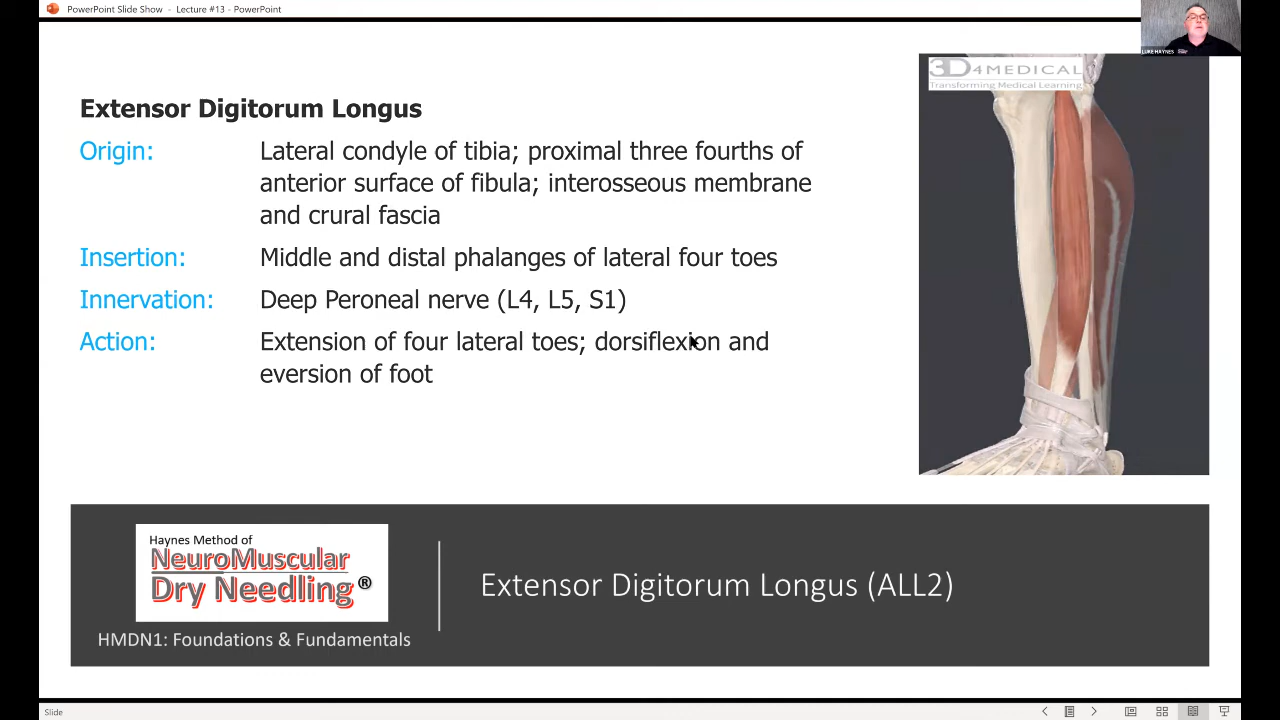 PowerPoint Slide Show - Lecture #13 - PowerPoint
LUKE HAYNES
3D4MEDICAL
Transforming Medical Learning
Extensor Digitorum Longus
Origin: Lateral condyle of tibia; proximal three fourths of
anterior surface of fibula; interosseous membrane
and crural fascia
Insertion: Middle and distal phalanges of lateral four toes
Innervation: Deep Peroneal nerve (L4, L5, S1)
Action: Extension of four lateral toes; dorsiflexion and
eversion of foot
Haynes Method of
NeuroMuscular
Dry Needling®
HMDN1: Foundations & Fundamentals
Extensor Digitorum Longus (ALL2)
Slide